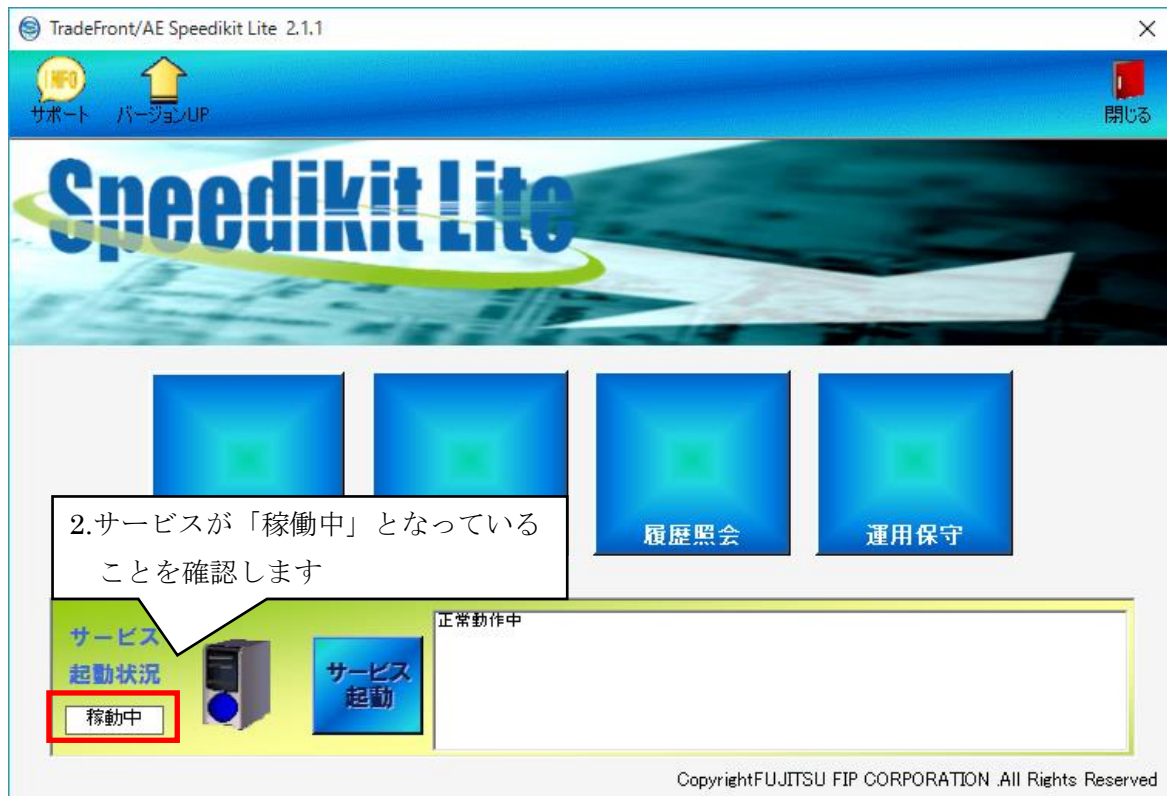 TradeFront/AE Speedikit Lite 2.1.1
INFO
サポート
バージョンUP
閉じる
Speedikit Lite
履歴照会
運用保守
2.サービスが「稼働中」となっている
ことを確認します
サービス
起動状況
稼動中
サービス
起動
正常動作中
CopyrightFUJITSU FIP CORPORATION .All Rights Reserved